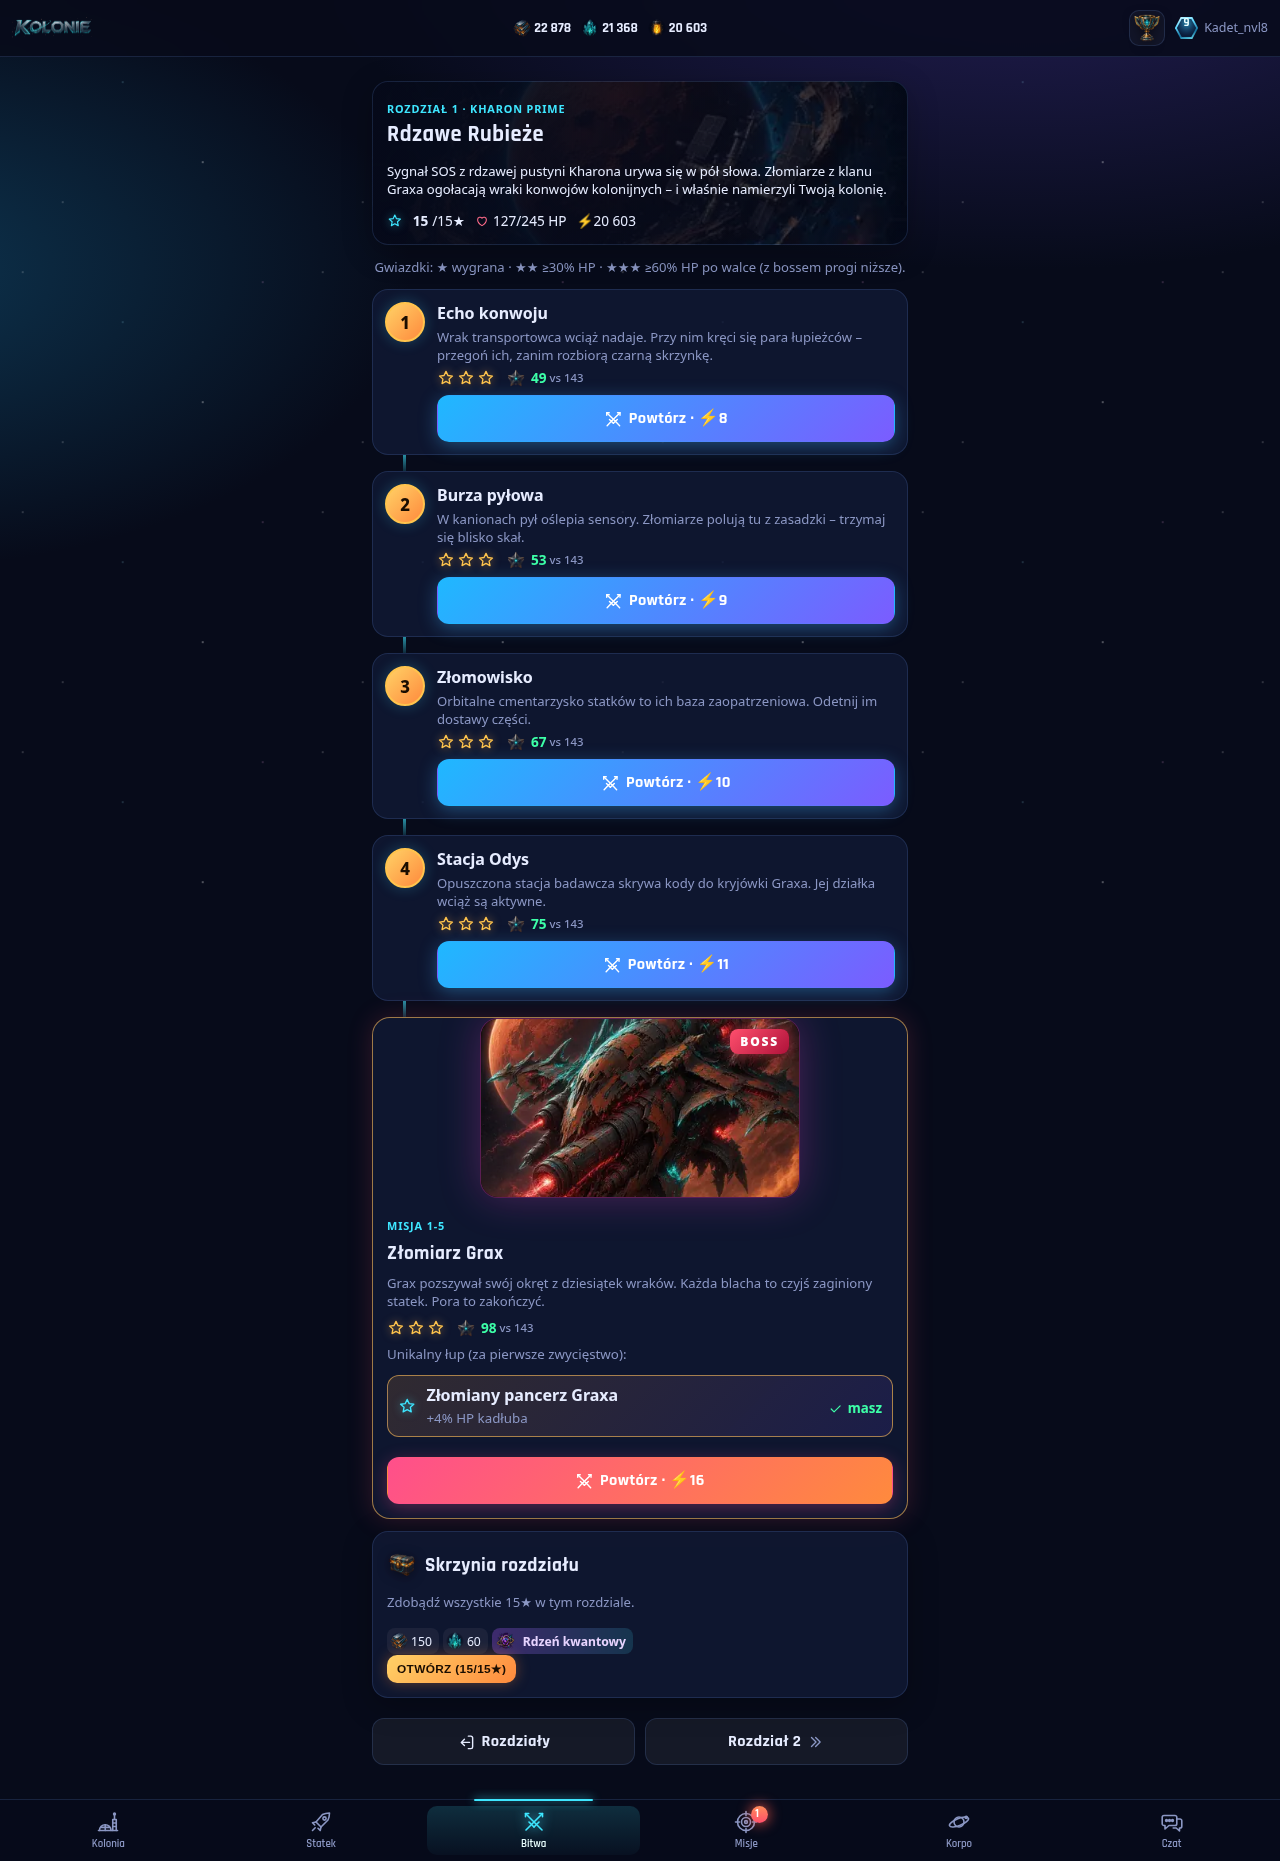 KOLONIE
22 878 21 368 20 603
9 Kadet_nvl8
ROZDZIAŁ 1 · KHARON PRIME
Rdzawe Rubieże
Sygnał SOS z rdzawej pustyni Kharona urywa się w pół słowa. Złomiarze z klanu
Graxa ogołacają wraki konwojów kolonijnych – i właśnie namierzyli Twoją kolonię.
15 /15★ 127/245 HP ⚡20 603
Gwiazdki: ★ wygrana · ★★ ≥30% HP · ★★★ ≥60% HP po walce (z bossem progi niższe).
1
Echo konwoju
Wrak transportowca wciąż nadaje. Przy nim kręci się para łupieżców –
przegoń ich, zanim rozbiorą czarną skrzynkę.
49 vs 143
Powtórz · ⚡8
2
Burza pyłowa
W kanionach pył oślepia sensory. Złomiarze polują tu z zasadzki – trzymaj
się blisko skał.
53 vs 143
Powtórz · ⚡9
3
Złomowisko
Orbitalne cmentarzysko statków to ich baza zaopatrzeniowa. Odetnij im
dostawy części.
67 vs 143
Powtórz · ⚡10
4
Stacja Odys
Opuszczona stacja badawcza skrywa kody do kryjówki Graxa. Jej działka
wciąż są aktywne.
75 vs 143
Powtórz · ⚡11
BOSS
MISJA 1-5
Złomiarz Grax
Grax pozszywał swój okręt z dziesiątek wraków. Każda blacha to czyjś zaginiony
statek. Pora to zakończyć.
98 vs 143
Unikalny łup (za pierwsze zwycięstwo):
Złomiany pancerz Graxa
+4% HP kadłuba
masz
Powtórz · ⚡16
Skrzynia rozdziału
Zdobądź wszystkie 15★ w tym rozdziale.
150 60 Rdzeń kwantowy
OTWÓRZ (15/15★)
Rozdziały
Rozdział 2
Kolonia
Statek
Bitwa
1
Misje
Korpo
Czat